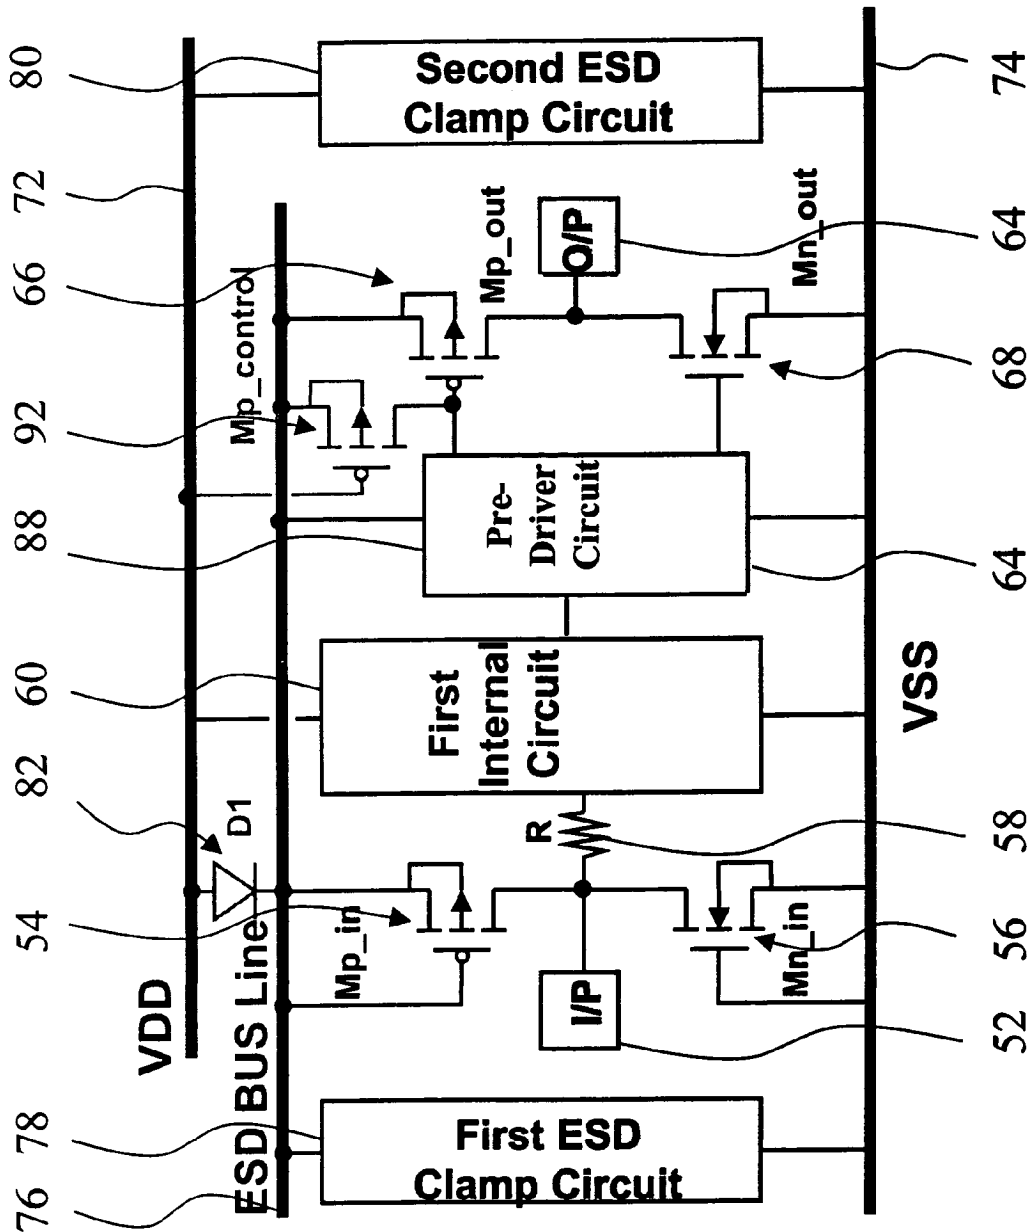 76
78
54
82
60
88
92
66
72
80
VDD
ESD BUS Line
D1
Mp_control
Mp_in
Mp_out
First ESD
Clamp Circuit
I/P
R
First
Internal
Circuit
Pre-
Driver
Circuit
O/P
Second ESD
Clamp Circuit
Mn_in
Mn_out
VSS
52
56
58
64
68
64
74